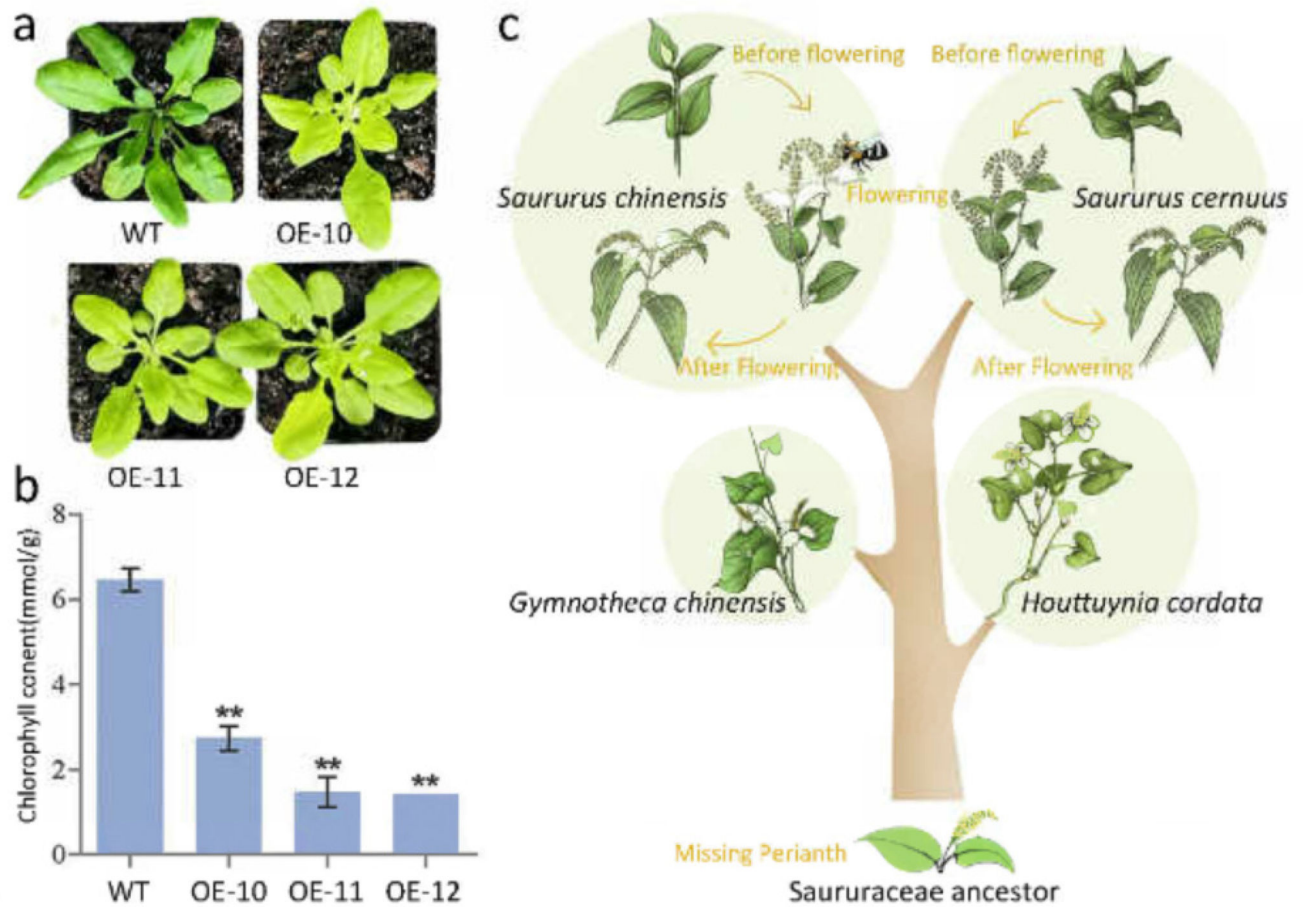 a
WT
OE-10
OE-11
OE-12
b
Chlorophyll conent(mmol/g)
8
6
4
2
0
**
**
**
WT
OE-10
OE-11
OE-12
c
Before flowering
Before flowering
Saururus chinensis
Flowering
Saururus cernuus
After Flowering
After Flowering
Gymnotheca chinensis
Houttuynia cordata
Missing Perianth
Saururaceae ancestor